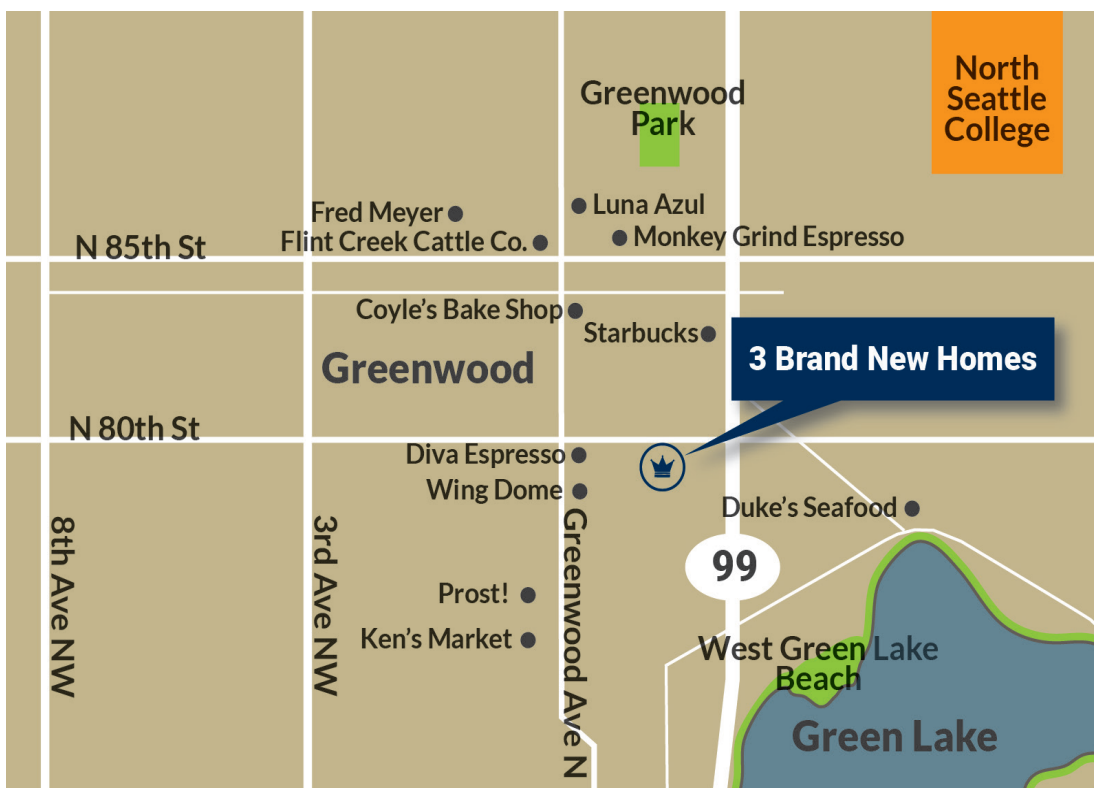 North
Seattle
College
Greenwood
Park
Luna Azul
Fred Meyer
Monkey Grind Espresso
Flint Creek Cattle Co.
N 85th St
Coyle's Bake Shop
Starbucks
3 Brand New Homes
Greenwood
N 80th St
Diva Espresso
Wing Dome
Duke's Seafood
8th Ave NW
3rd Ave NW
Greenwood Ave N
99
Prost!
Ken's Market
West Green Lake
Beach
Green Lake